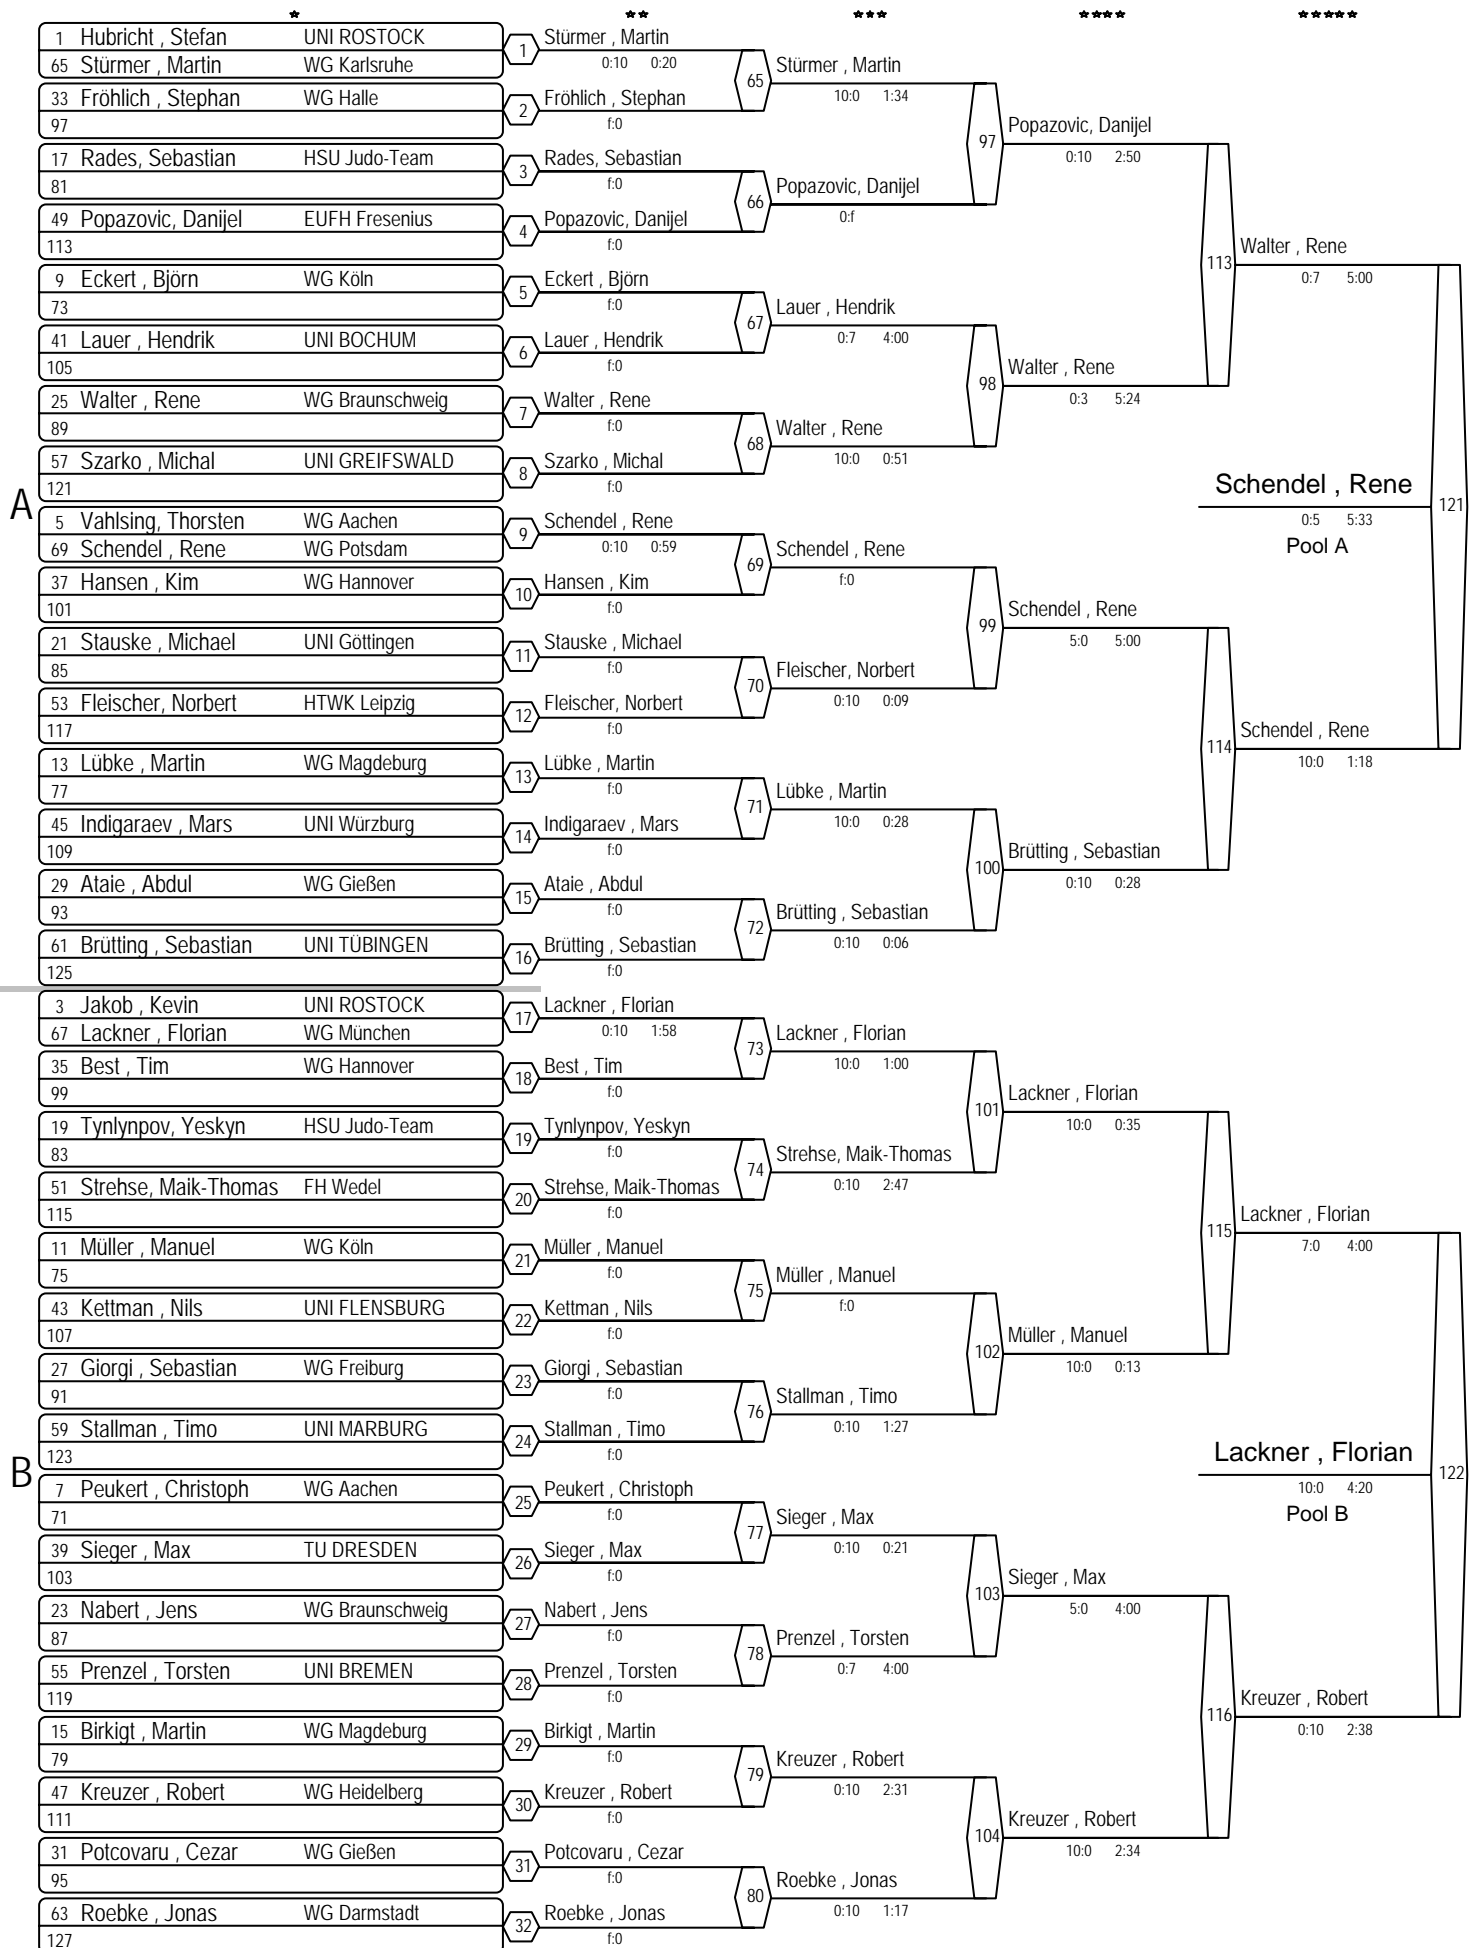 * ** *** **** *****
1 Hubricht , Stefan UNI ROSTOCK
65 Stürmer , Martin WG Karlsruhe
33 Fröhlich , Stephan WG Halle
97
17 Rades, Sebastian HSU Judo-Team
81
49 Popazovic, Danijel EUFH Fresenius
113
9 Eckert , Björn WG Köln
73
41 Lauer , Hendrik UNI BOCHUM
105
25 Walter , Rene WG Braunschweig
89
57 Szarko , Michal UNI GREIFSWALD
121
A
5 Vahlsing, Thorsten WG Aachen
69 Schendel , Rene WG Potsdam
37 Hansen , Kim WG Hannover
101
21 Stauske , Michael UNI Göttingen
85
53 Fleischer, Norbert HTWK Leipzig
117
13 Lübke , Martin WG Magdeburg
77
45 Indigaraev , Mars UNI Würzburg
109
29 Ataie , Abdul WG Gießen
93
61 Brütting , Sebastian UNI TÜBINGEN
125
3 Jakob , Kevin UNI ROSTOCK
67 Lackner , Florian WG München
35 Best , Tim WG Hannover
99
19 Tynlynpov, Yeskyn HSU Judo-Team
83
51 Strehse, Maik-Thomas FH Wedel
115
11 Müller , Manuel WG Köln
75
43 Kettman , Nils UNI FLENSBURG
107
27 Giorgi , Sebastian WG Freiburg
91
59 Stallman , Timo UNI MARBURG
123
B
7 Peukert , Christoph WG Aachen
71
39 Sieger , Max TU DRESDEN
103
23 Nabert , Jens WG Braunschweig
87
55 Prenzel , Torsten UNI BREMEN
119
15 Birkigt , Martin WG Magdeburg
79
47 Kreuzer , Robert WG Heidelberg
111
31 Potcovaru , Cezar WG Gießen
95
63 Roebke , Jonas WG Darmstadt
127
1 Stürmer , Martin
0:10 0:20
2 Fröhlich , Stephan
f:0
3 Rades, Sebastian
f:0
4 Popazovic, Danijel
f:0
5 Eckert , Björn
f:0
6 Lauer , Hendrik
f:0
7 Walter , Rene
f:0
8 Szarko , Michal
f:0
9 Schendel , Rene
0:10 0:59
10 Hansen , Kim
f:0
11 Stauske , Michael
f:0
12 Fleischer, Norbert
f:0
13 Lübke , Martin
f:0
14 Indigaraev , Mars
f:0
15 Ataie , Abdul
f:0
16 Brütting , Sebastian
f:0
17 Lackner , Florian
0:10 1:58
18 Best , Tim
f:0
19 Tynlynpov, Yeskyn
f:0
20 Strehse, Maik-Thomas
f:0
21 Müller , Manuel
f:0
22 Kettman , Nils
f:0
23 Giorgi , Sebastian
f:0
24 Stallman , Timo
f:0
25 Peukert , Christoph
f:0
26 Sieger , Max
f:0
27 Nabert , Jens
f:0
28 Prenzel , Torsten
f:0
29 Birkigt , Martin
f:0
30 Kreuzer , Robert
f:0
31 Potcovaru , Cezar
f:0
32 Roebke , Jonas
f:0
65 Stürmer , Martin
10:0 1:34
66 Popazovic, Danijel
0:f
67 Lauer , Hendrik
0:7 4:00
68 Walter , Rene
10:0 0:51
69 Schendel , Rene
f:0
70 Fleischer, Norbert
0:10 0:09
71 Lübke , Martin
10:0 0:28
72 Brütting , Sebastian
0:10 0:06
73 Lackner , Florian
10:0 1:00
74 Strehse, Maik-Thomas
0:10 2:47
75 Müller , Manuel
f:0
76 Stallman , Timo
0:10 1:27
77 Sieger , Max
0:10 0:21
78 Prenzel , Torsten
0:7 4:00
79 Kreuzer , Robert
0:10 2:31
80 Roebke , Jonas
0:10 1:17
97 Popazovic, Danijel
0:10 2:50
98 Walter , Rene
0:3 5:24
99 Schendel , Rene
5:0 5:00
100 Brütting , Sebastian
0:10 0:28
101 Lackner , Florian
10:0 0:35
102 Müller , Manuel
10:0 0:13
103 Sieger , Max
5:0 4:00
104 Kreuzer , Robert
10:0 2:34
113 Walter , Rene
0:7 5:00
114 Schendel , Rene
10:0 1:18
115 Lackner , Florian
7:0 4:00
116 Kreuzer , Robert
0:10 2:38
Schendel , Rene 121
0:5 5:33
Pool A
Lackner , Florian 122
10:0 4:20
Pool B